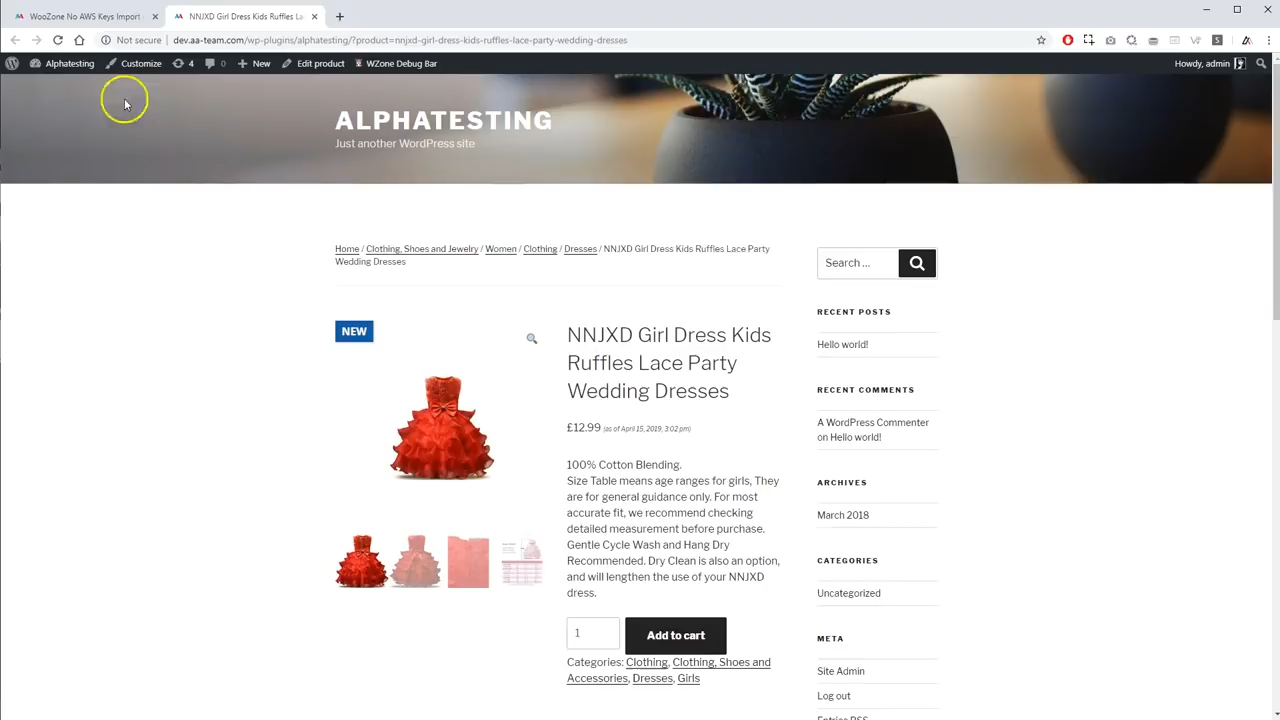 WooZone No AWS Keys Import
NNJXD Girl Dress Kids Ruffles La
Not secure
dev.aa-team.com/wp-plugins/alphatesting/?product=nnjxd-girl-dress-kids-ruffles-lace-party-wedding-dresses
Alphatesting
Customize
4
0
New
Edit product
WZone Debug Bar
Howdy, admin
ALPHATESTING
Just another WordPress site
Home / Clothing, Shoes and Jewelry / Women / Clothing / Dresses / NNJXD Girl Dress Kids Ruffles Lace Party
Wedding Dresses
NEW
NNJXD Girl Dress Kids
Ruffles Lace Party
Wedding Dresses
£12.99 (as of April 15, 2019, 3:02 pm)
100% Cotton Blending.
Size Table means age ranges for girls, They
are for general guidance only. For most
accurate fit, we recommend checking
detailed measurement before purchase.
Gentle Cycle Wash and Hang Dry
Recommended. Dry Clean is also an option,
and will lengthen the use of your NNJXD
dress.
1
Add to cart
Categories: Clothing, Clothing, Shoes and
Accessories, Dresses, Girls
Search …
RECENT POSTS
Hello world!
RECENT COMMENTS
A WordPress Commenter
on Hello world!
ARCHIVES
March 2018
CATEGORIES
Uncategorized
META
Site Admin
Log out
Entries RSS